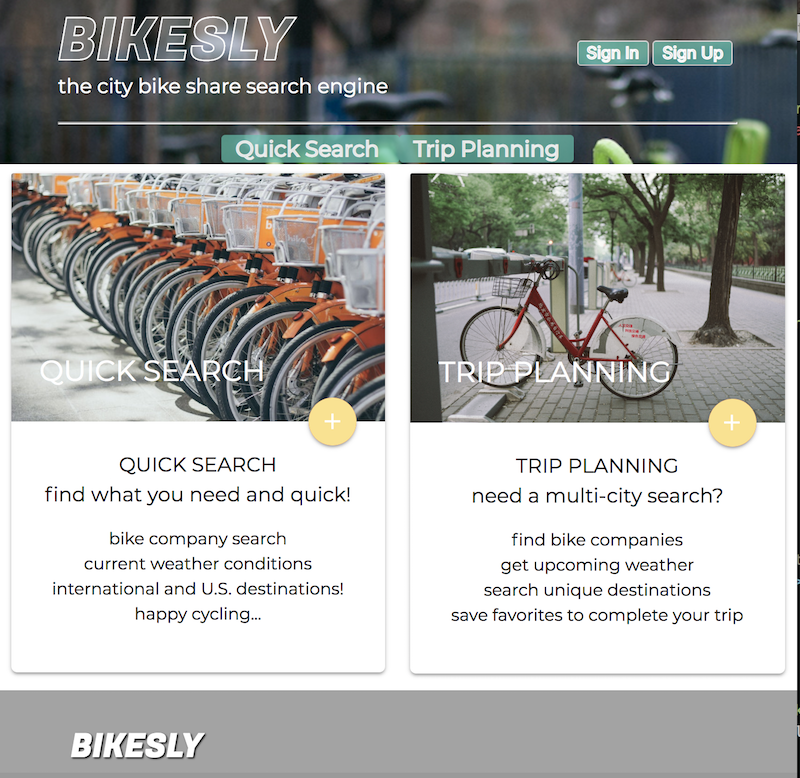 BIKESLY
the city bike share search engine
Sign In Sign Up
Quick Search Trip Planning
QUICK SEARCH
+
QUICK SEARCH
find what you need and quick!
bike company search
current weather conditions
international and U.S. destinations!
happy cycling...
TRIP PLANNING
+
TRIP PLANNING
need a multi-city search?
find bike companies
get upcoming weather
search unique destinations
save favorites to complete your trip
BIKESLY